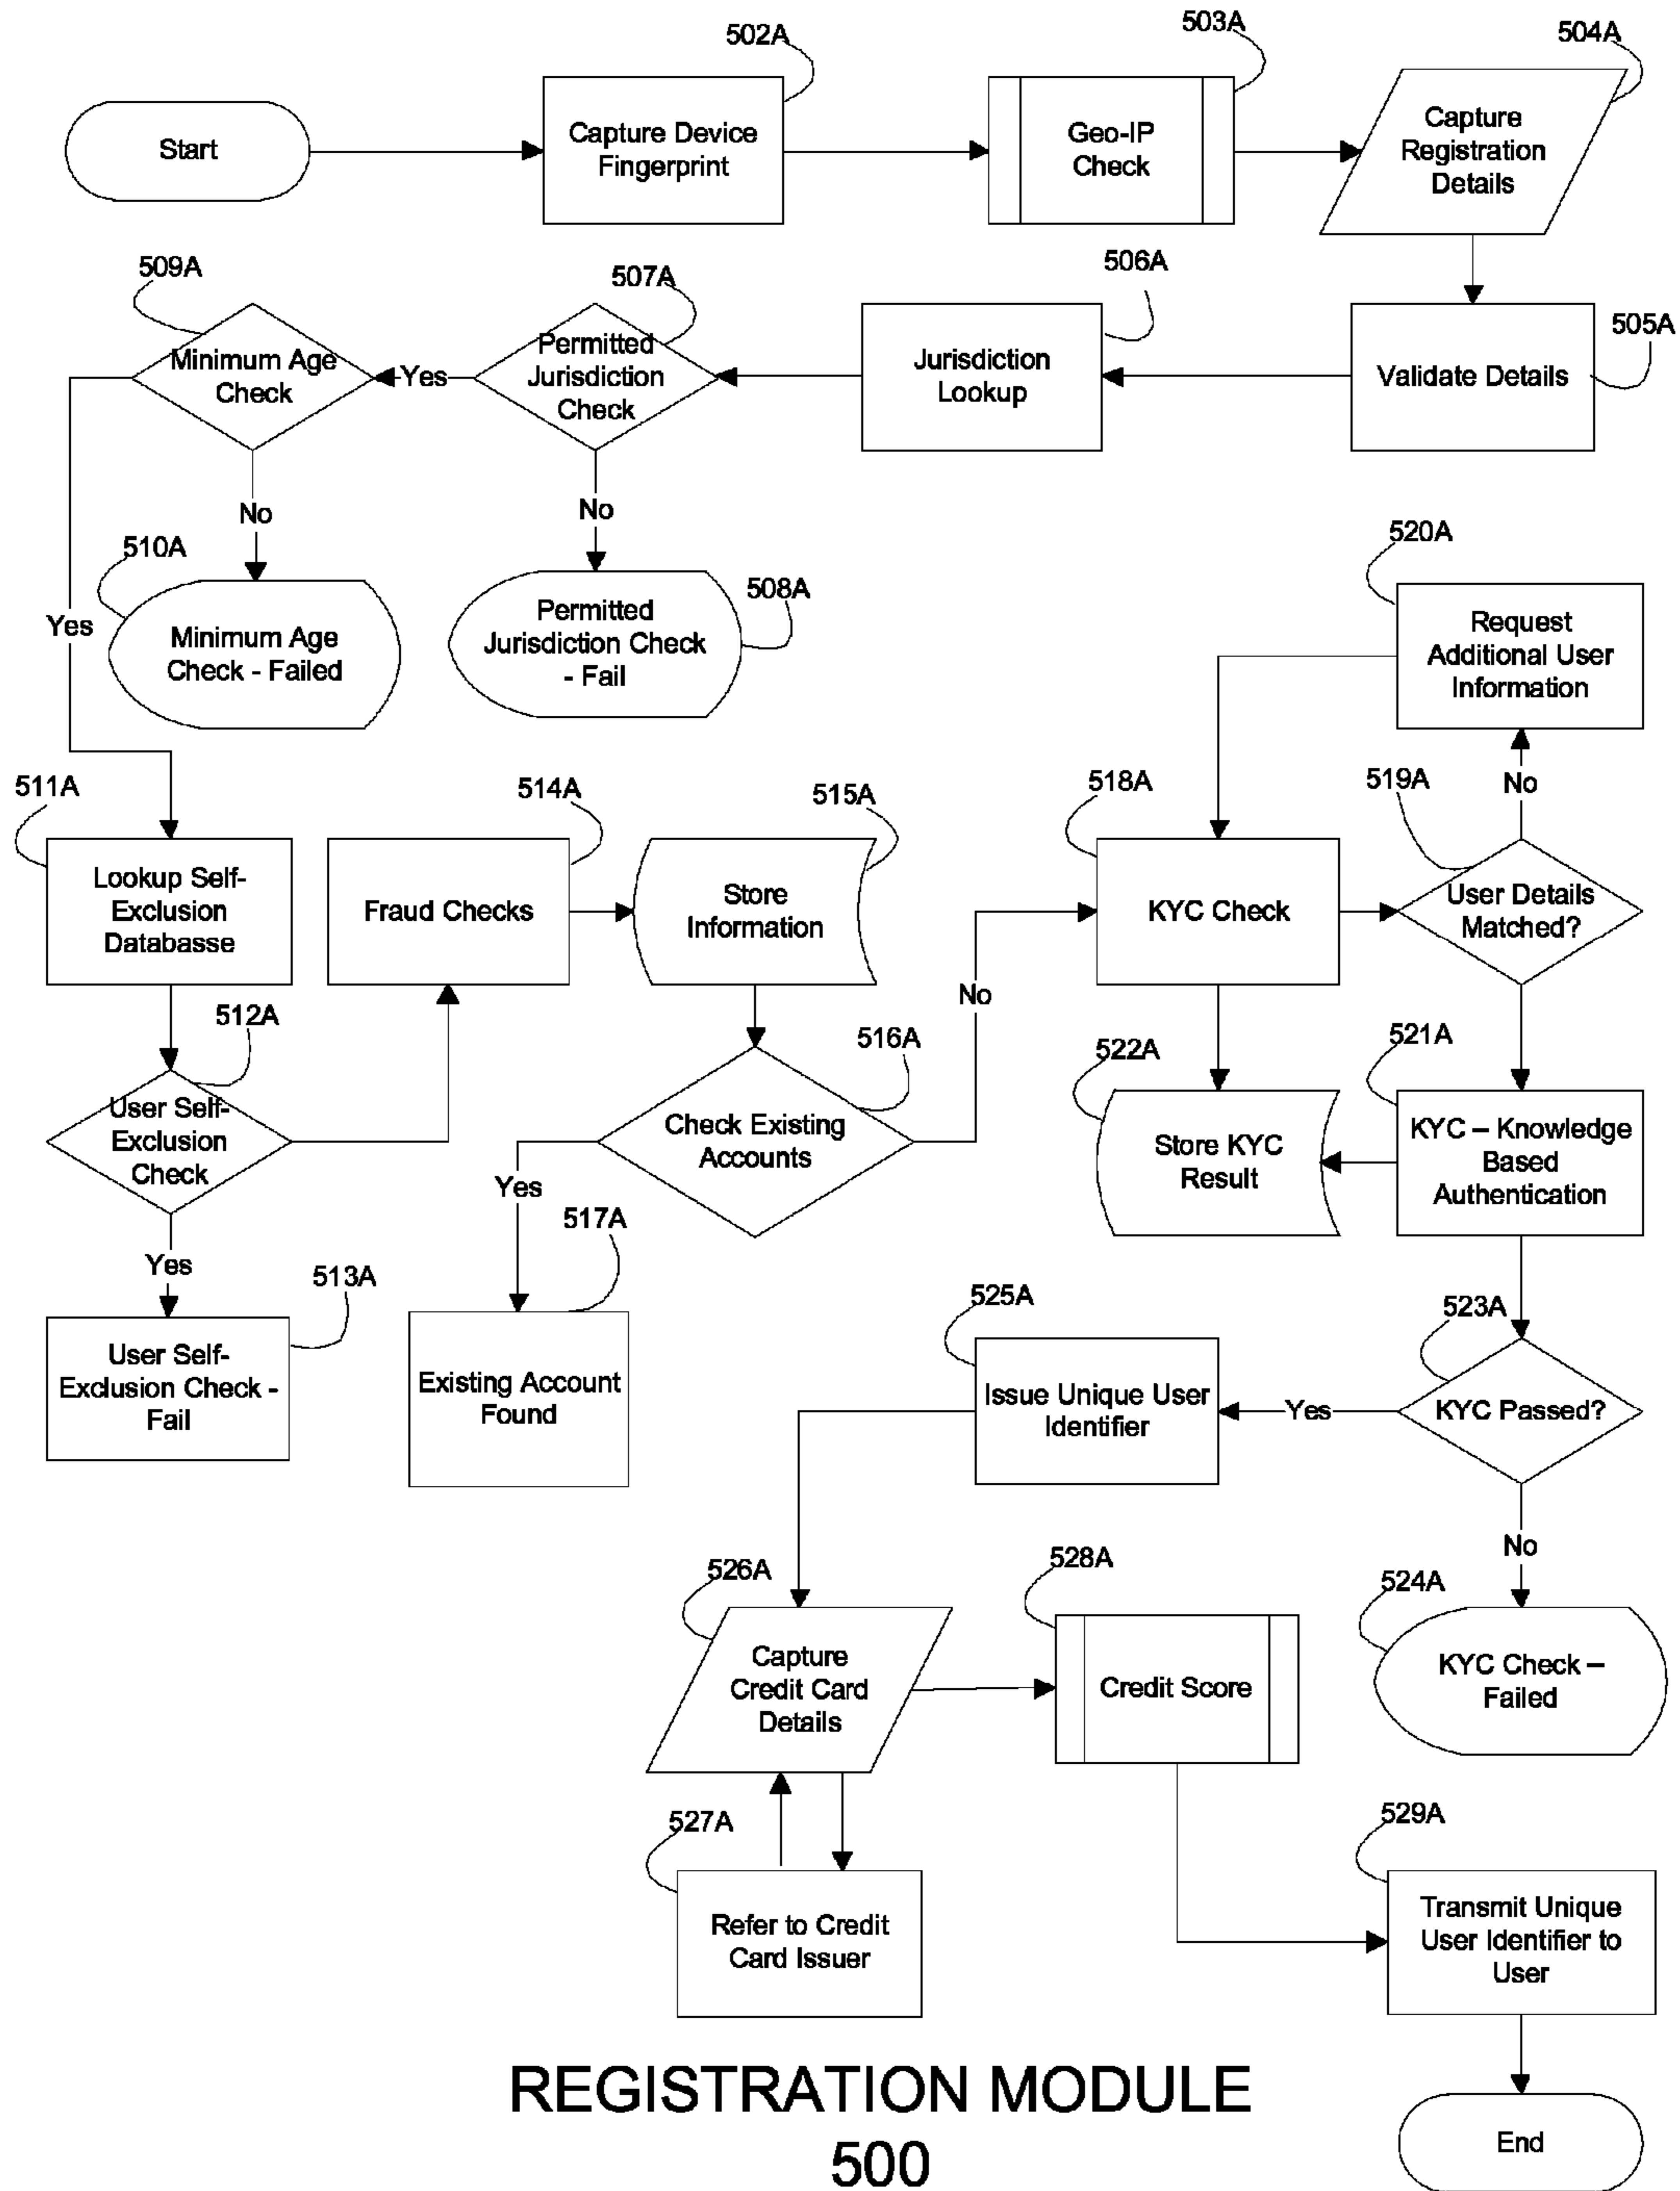 502A
503A
504A
Start
Capture Device
Fingerprint
Geo-IP
Check
Capture
Registration
Details
509A
507A
506A
505A
Minimum Age
Check
Yes
Permitted
Jurisdiction
Check
Jurisdiction
Lookup
Validate Details
No
No
510A
508A
520A
Yes
Minimum Age
Check - Failed
Permitted
Jurisdiction Check
- Fail
Request
Additional User
Information
511A
514A
515A
518A
519A
No
Lookup Self-
Exclusion
Databasse
Fraud Checks
Store
Information
KYC Check
User Details
Matched?
No
512A
516A
522A
521A
User Self-
Exclusion
Check
Check Existing
Accounts
Store KYC
Result
KYC – Knowledge
Based
Authentication
Yes
Yes
517A
513A
525A
523A
User Self-
Exclusion Check -
Fail
Existing Account
Found
Issue Unique User
Identifier
Yes
KYC Passed?
No
526A
528A
524A
Capture
Credit Card
Details
Credit Score
KYC Check –
Failed
527A
529A
Refer to Credit
Card Issuer
Transmit Unique
User Identifier to
User
End
REGISTRATION MODULE
500